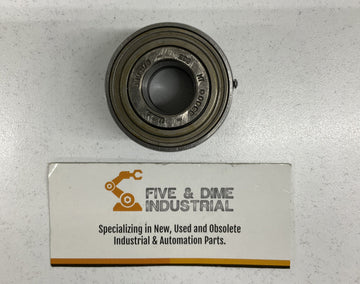 FIVE & DIME
INDUSTRIAL
Specializing in New, Used and Obsolete
Industrial & Automation Parts.